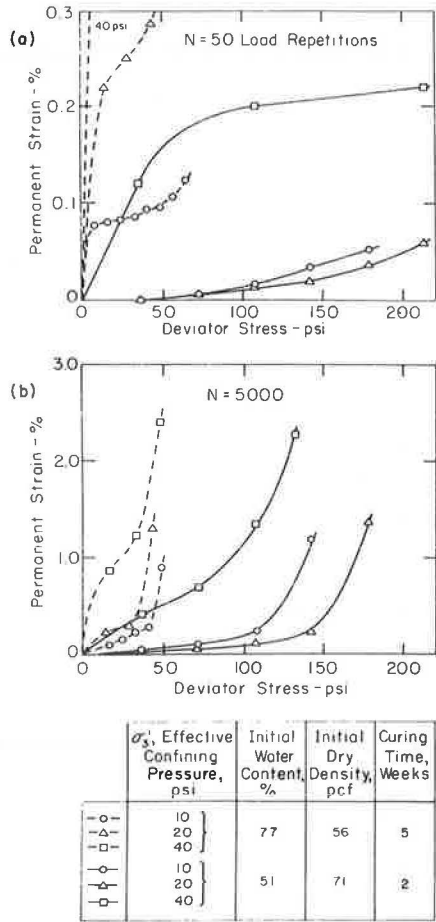 (a)
40 psi
N = 50 Load Repetitions
Permanent Strain - %
0.3
0.2
0.1
0
0 50 100 150 200
Deviator Stress - psi
(b)
N = 5000
Permanent Strain - %
3.0
2.0
1.0
0
0 50 100 150 200
Deviator Stress - psi
σ₃', Effective Confining Pressure, psi
Initial Water Content, %
Initial Dry Density, pcf
Curing Time, Weeks
10
20
40
77
56
5
10
20
40
51
71
2